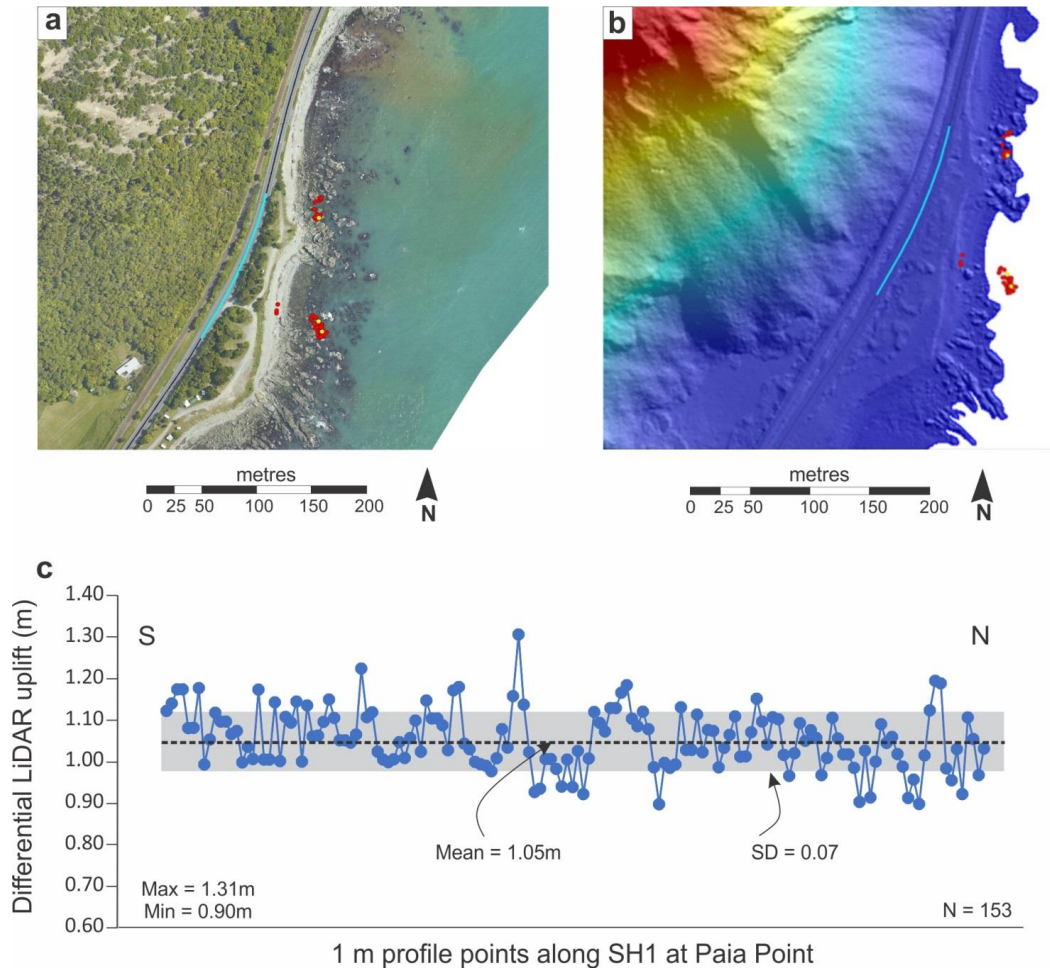 a
b
metres
0 25 50 100 150 200
N
metres
0 25 50 100 150 200
N
c
Differential LiDAR uplift (m)
1.40
1.30
1.20
1.10
1.00
0.90
0.80
0.70
0.60
S
N
Mean = 1.05m
SD = 0.07
Max = 1.31m
Min = 0.90m
N = 153
1 m profile points along SH1 at Paia Point